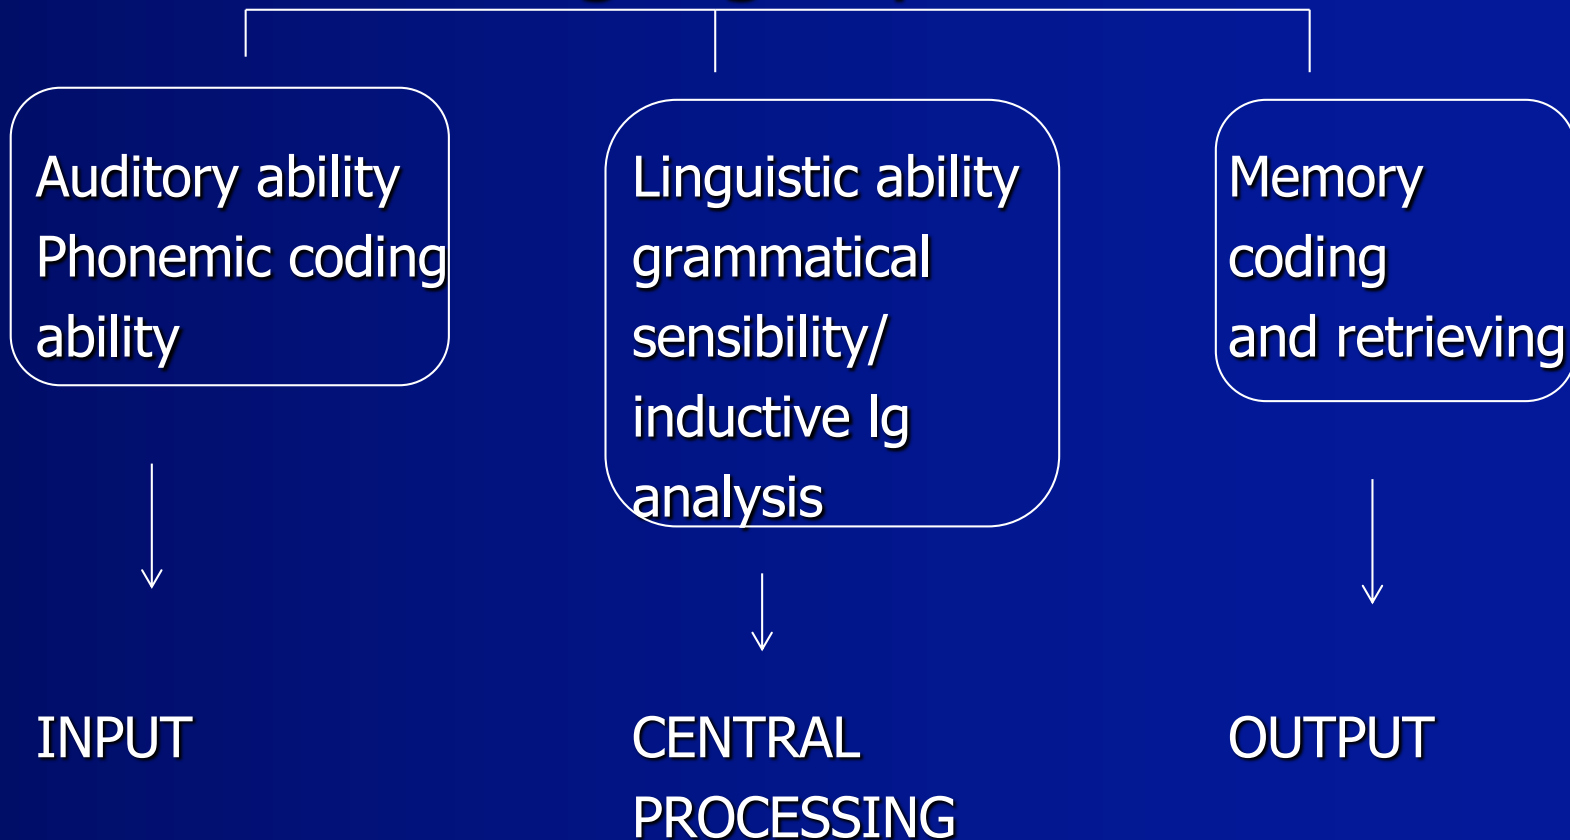 Auditory ability
Phonemic coding
ability
Linguistic ability
grammatical
sensibility/
inductive lg
analysis
Memory
coding
and retrieving
INPUT
CENTRAL
PROCESSING
OUTPUT